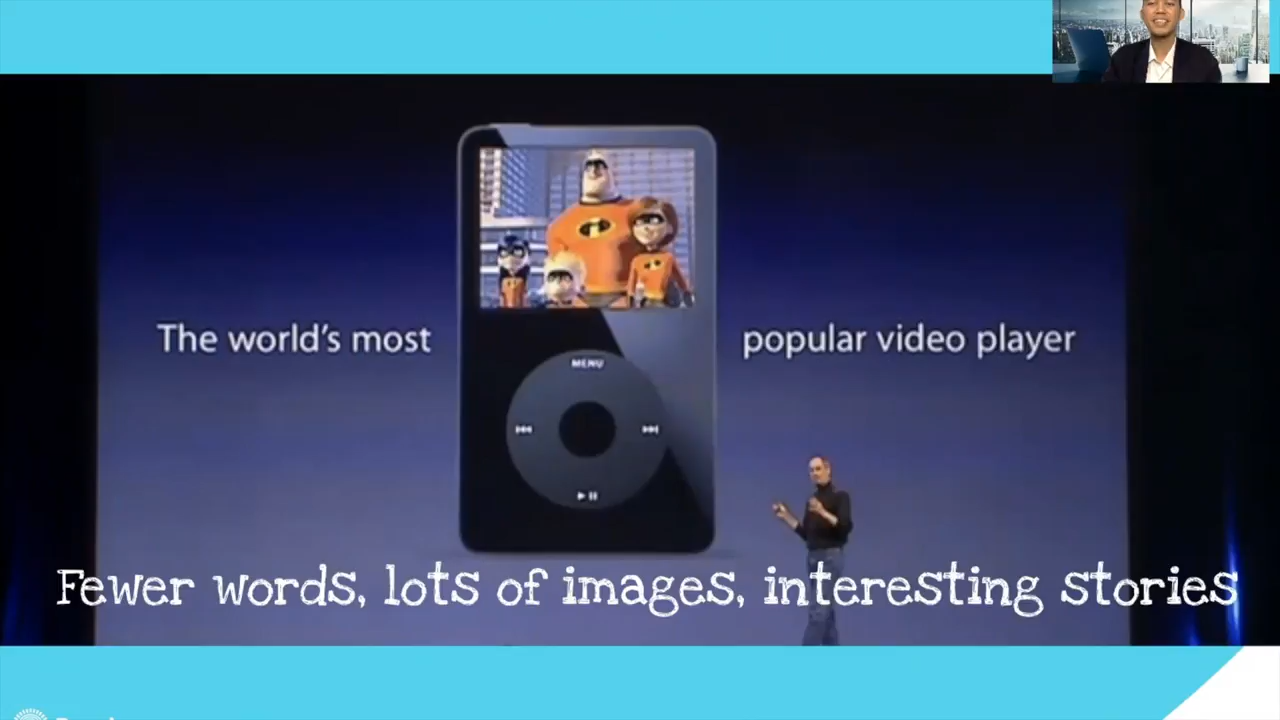 The world's most popular video player
MENU
Fewer words, lots of images, interesting stories